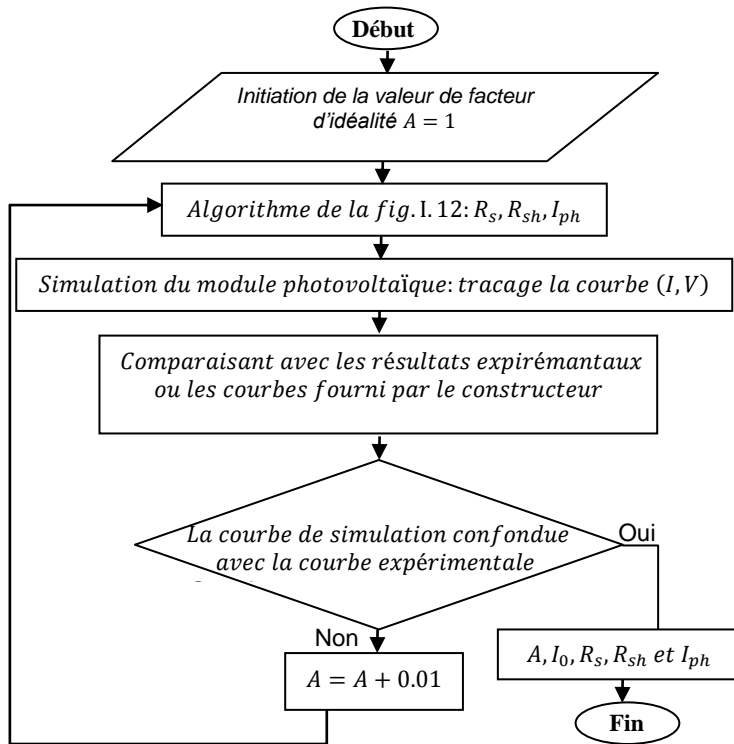 Début
Initiation de la valeur de facteur
d'idéalité A = 1
Algorithme de la fig. I. 12: Rs, Rsh, Iph
Simulation du module photovoltaïque: tracage la courbe (I, V)
Comparaisant avec les résultats expirémantaux
ou les courbes fourni par le constructeur
La courbe de simulation confondue
avec la courbe expérimentale
Oui
Non
A = A + 0.01
A, I0, Rs, Rsh et Iph
Fin